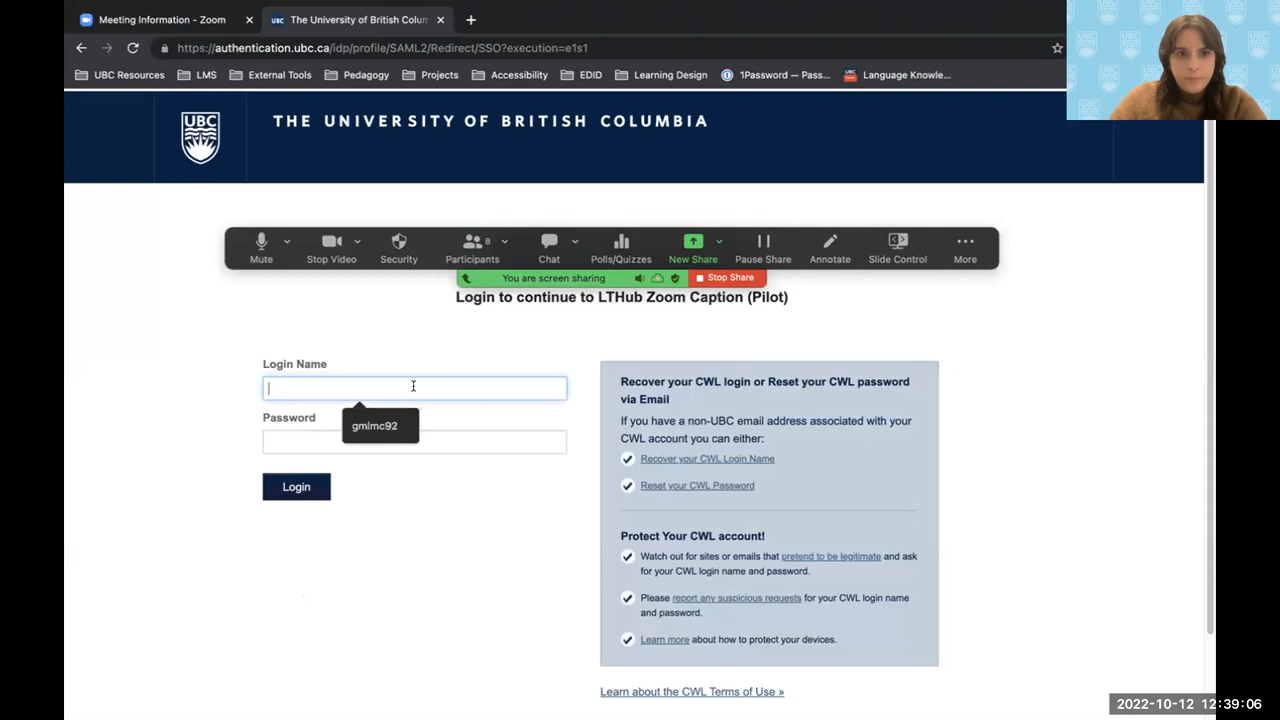 Meeting Information - Zoom
UBC The University of British Colum
https://authentication.ubc.ca/idp/profile/SAML2/Redirect/SSO?execution=e1s1
UBC Resources LMS External Tools Pedagogy Projects Accessibility EDID Learning Design 1Password — Pass... Language Knowle...
UBC
THE UNIVERSITY OF BRITISH COLUMBIA
8
Mute Stop Video Security Participants Chat Polls/Quizzes New Share Pause Share Annotate Slide Control More
You are screen sharing Stop Share
Login to continue to LTHub Zoom Caption (Pilot)
Login Name
gmlmc92
Password
Login
Recover your CWL login or Reset your CWL password
via Email
If you have a non-UBC email address associated with your
CWL account you can either:
Recover your CWL Login Name
Reset your CWL Password
Protect Your CWL account!
Watch out for sites or emails that pretend to be legitimate and ask
for your CWL login name and password.
Please report any suspicious requests for your CWL login name
and password.
Learn more about how to protect your devices.
Learn about the CWL Terms of Use »
2022-10-12 12:39:06